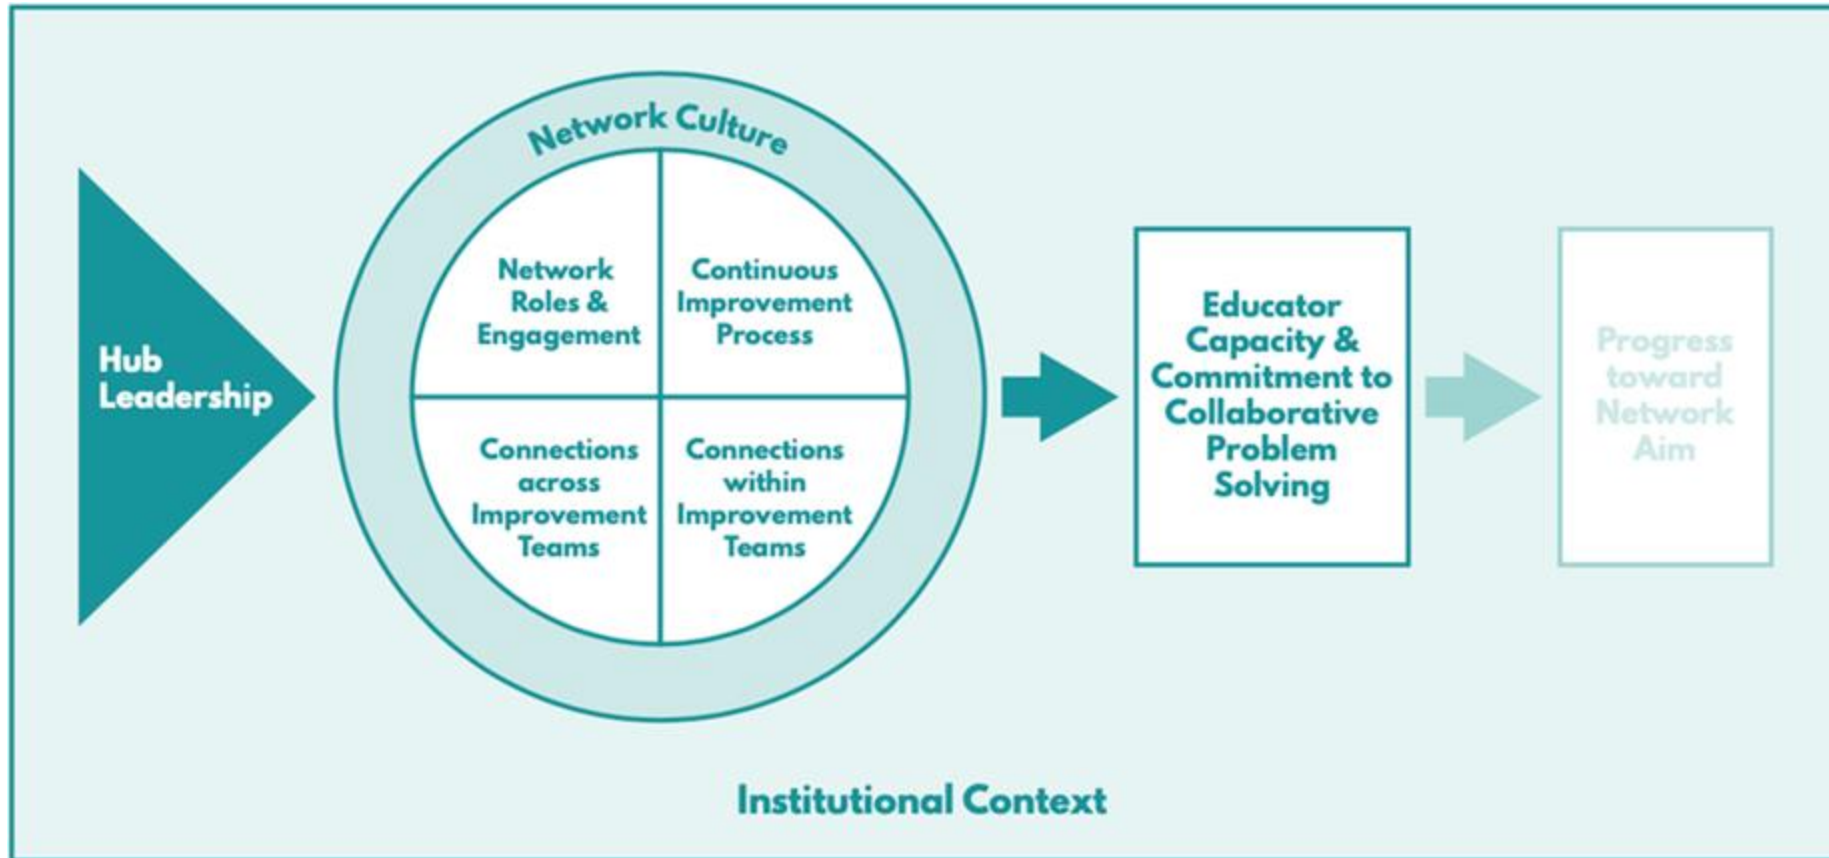 Network Culture
Hub
Leadership
Network
Roles &
Engagement
Continuous
Improvement
Process
Connections
across
Improvement
Teams
Connections
within
Improvement
Teams
Educator
Capacity &
Commitment to
Collaborative
Problem
Solving
Progress
toward
Network
Aim
Institutional Context